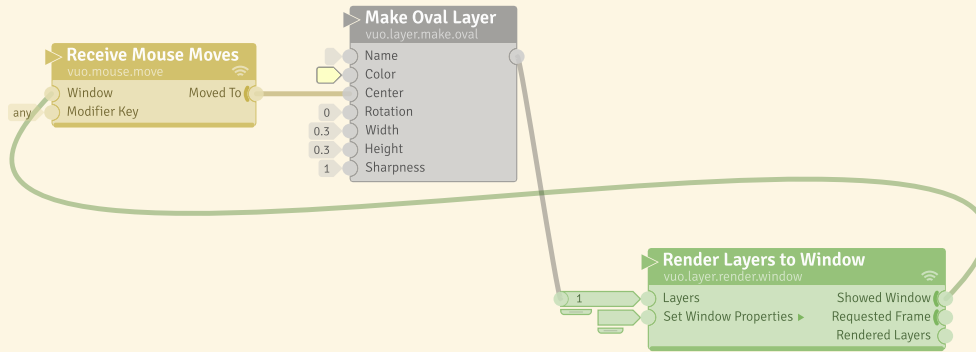 Receive Mouse Moves
vuo.mouse.move
Window
Moved To
any
Modifier Key
Make Oval Layer
vuo.layer.make.oval
Name
Color
Center
0
Rotation
0.3
Width
0.3
Height
1
Sharpness
Render Layers to Window
vuo.layer.render.window
1
Layers
Showed Window
Set Window Properties
Requested Frame
Rendered Layers